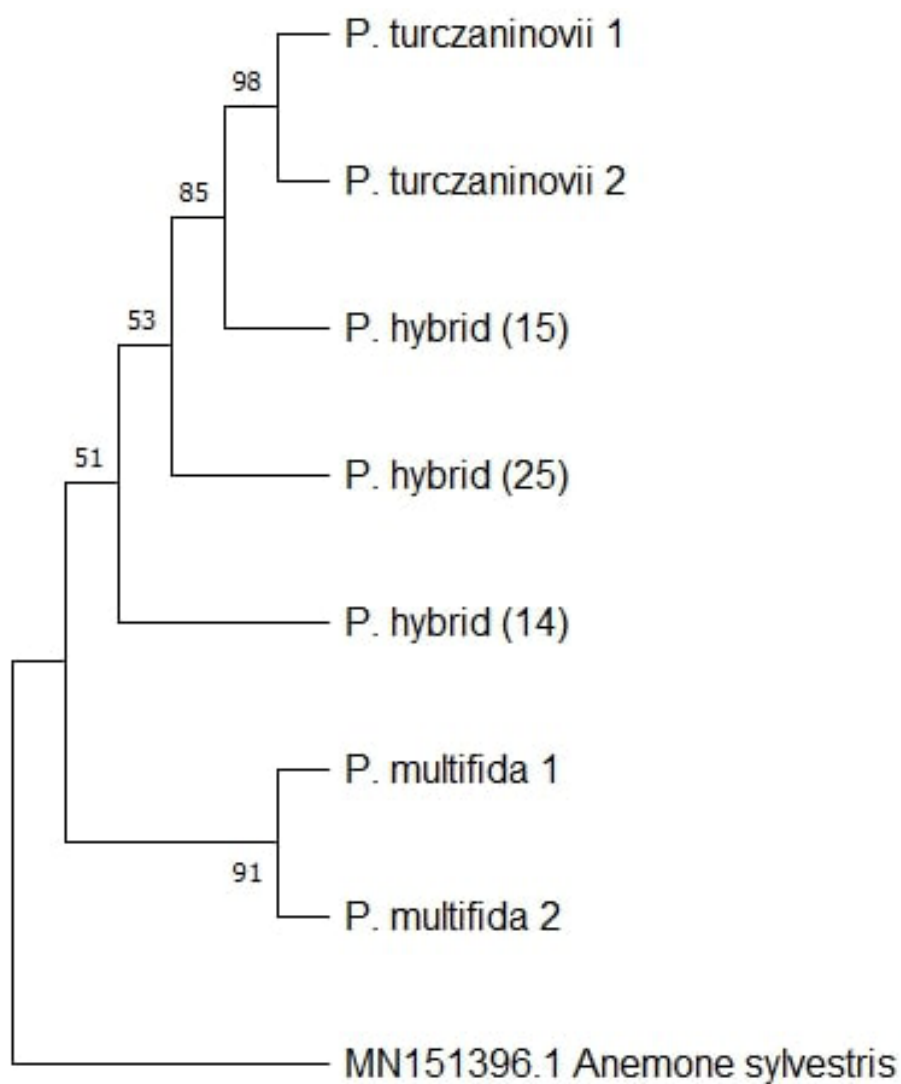 P. turczaninovii 1
98
P. turczaninovii 2
85
P. hybrid (15)
53
P. hybrid (25)
51
P. hybrid (14)
P. multifida 1
91
P. multifida 2
MN151396.1 Anemone sylvestris